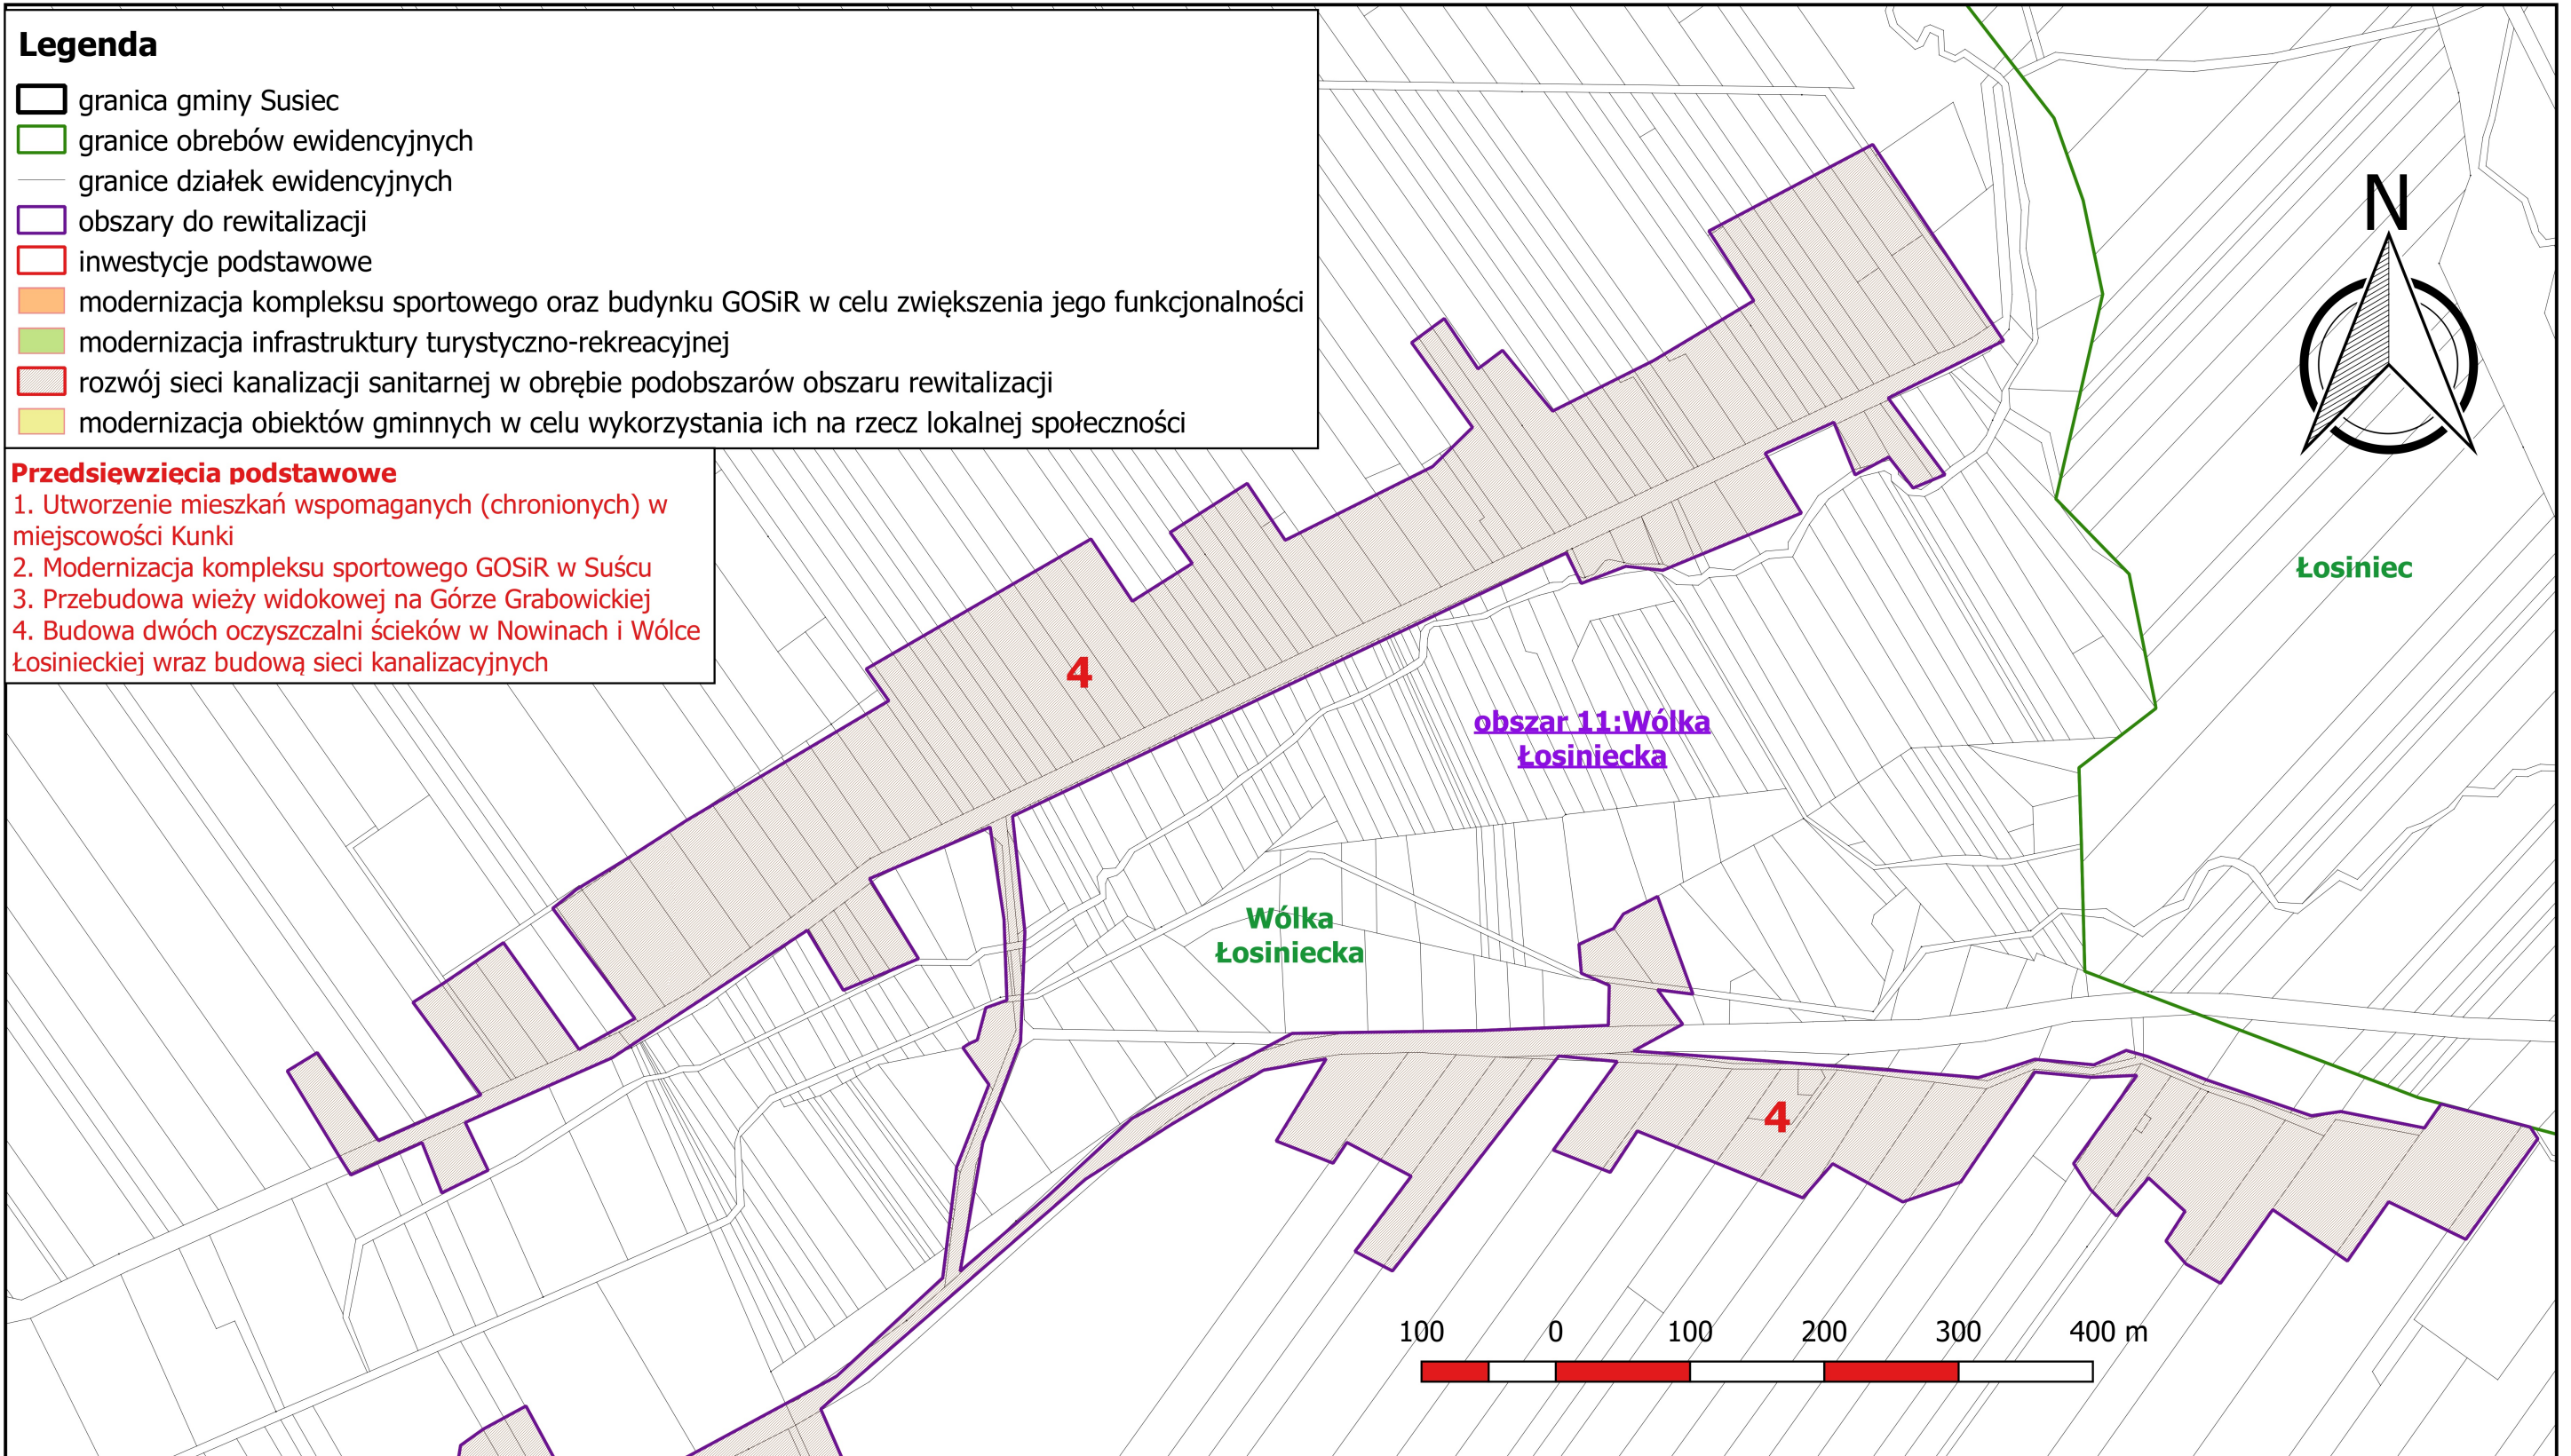 Legenda
granica gminy Susiec
granice obrebów ewidencyjnych
granice działek ewidencyjnych
obszary do rewitalizacji
inwestycje podstawowe
modernizacja kompleksu sportowego oraz budynku GOSiR w celu zwiększenia jego funkcjonalności
modernizacja infrastruktury turystyczno-rekreacyjnej
rozwój sieci kanalizacji sanitarnej w obrębie podobszarów obszaru rewitalizacji
modernizacja obiektów gminnych w celu wykorzystania ich na rzecz lokalnej społeczności
Przedsięwzięcia podstawowe
1. Utworzenie mieszkań wspomaganych (chronionych) w
miejscowości Kunki
2. Modernizacja kompleksu sportowego GOSiR w Suścu
3. Przebudowa wieży widokowej na Górze Grabowickiej
4. Budowa dwóch oczyszczalni ścieków w Nowinach i Wólce
Łosinieckiej wraz budową sieci kanalizacyjnych
N
Łosiniec
4
obszar 11:Wólka
Łosiniecka
Wólka
Łosiniecka
4
100 0 100 200 300 400 m